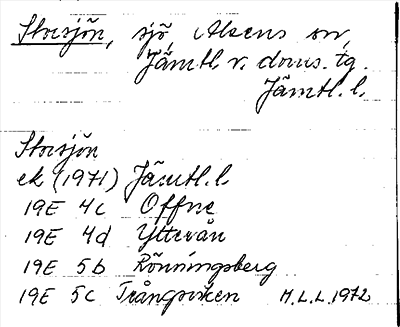 Storsjön, sjö, Alsens sn,
Jämtl. v. doms. tg.
Jämtl. l.
Storsjön
ek (1971) Jämtl. l.
19E 4c Offne
19E 4d Ytterån
19E 5b Rönningsberg
19E 5c Trångsviken M.L.L. 1972